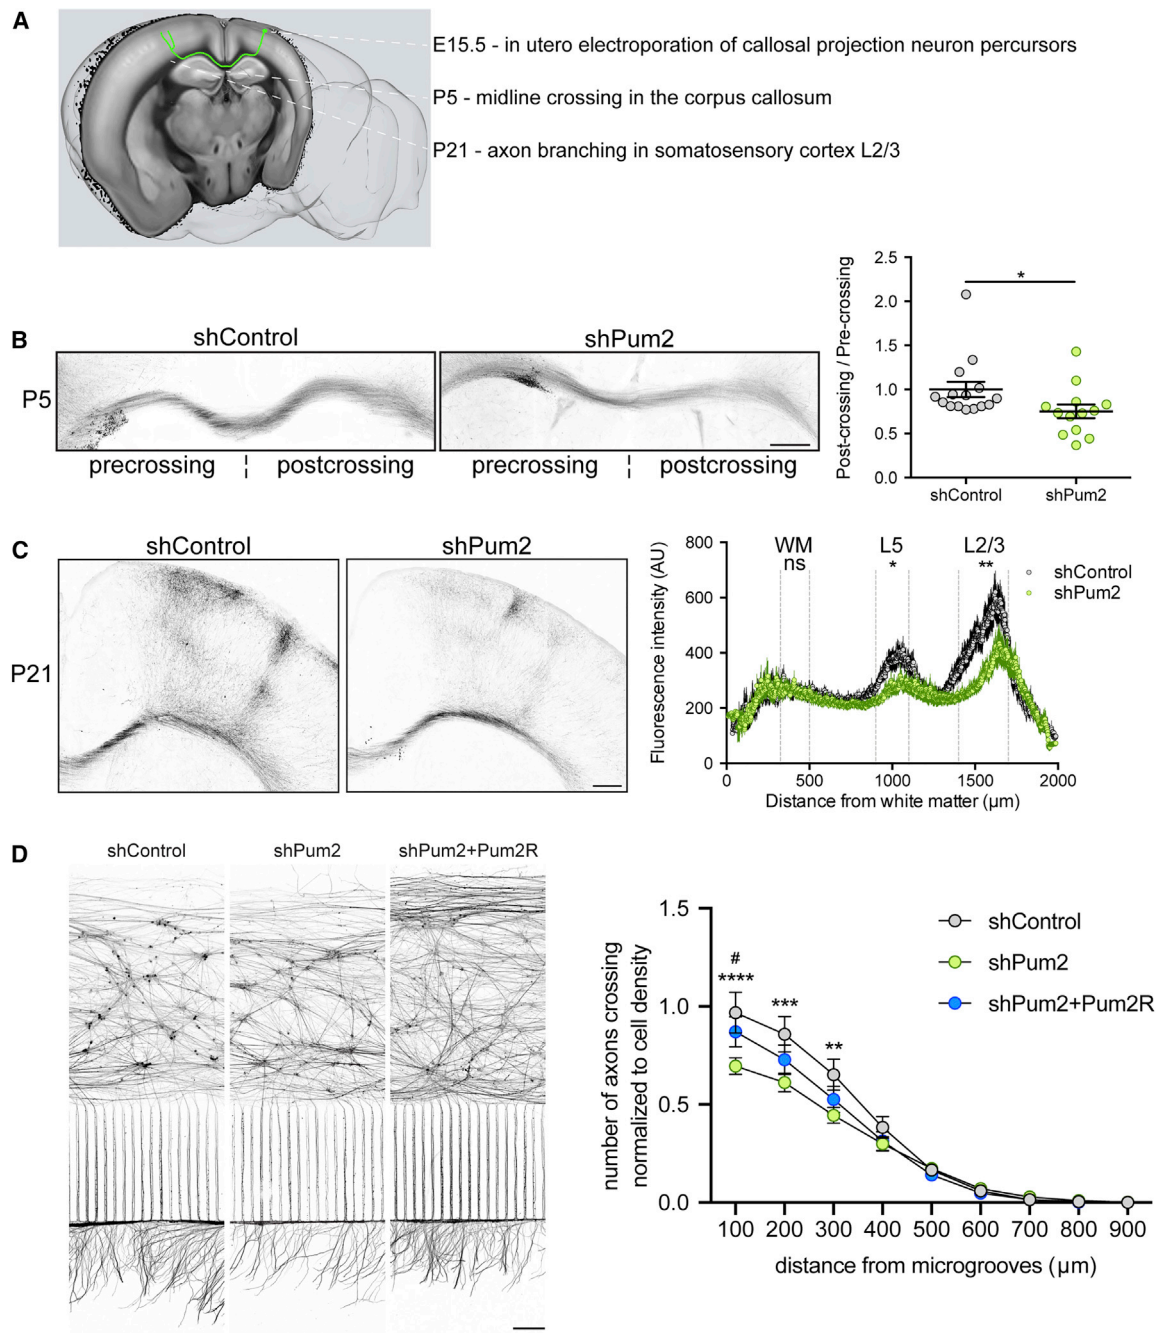 A
E15.5 - in utero electroporation of callosal projection neuron percursors
P5 - midline crossing in the corpus callosum
P21 - axon branching in somatosensory cortex L2/3
B
shControl
shPum2
P5
precrossing
postcrossing
precrossing
postcrossing
Post-crossing / Pre-crossing
2.5
2.0
1.5
1.0
0.5
0.0
*
shControl
shPum2
C
shControl
shPum2
P21
Fluorescence intensity (AU)
800
600
400
200
0
WM
ns
L5
*
L2/3
**
shControl
shPum2
0
500
1000
1500
2000
Distance from white matter (μm)
D
shControl
shPum2
shPum2+Pum2R
number of axons crossing
normalized to cell density
1.5
1.0
0.5
0.0
#
****
***
**
shControl
shPum2
shPum2+Pum2R
100 200 300 400 500 600 700 800 900
distance from microgrooves (μm)